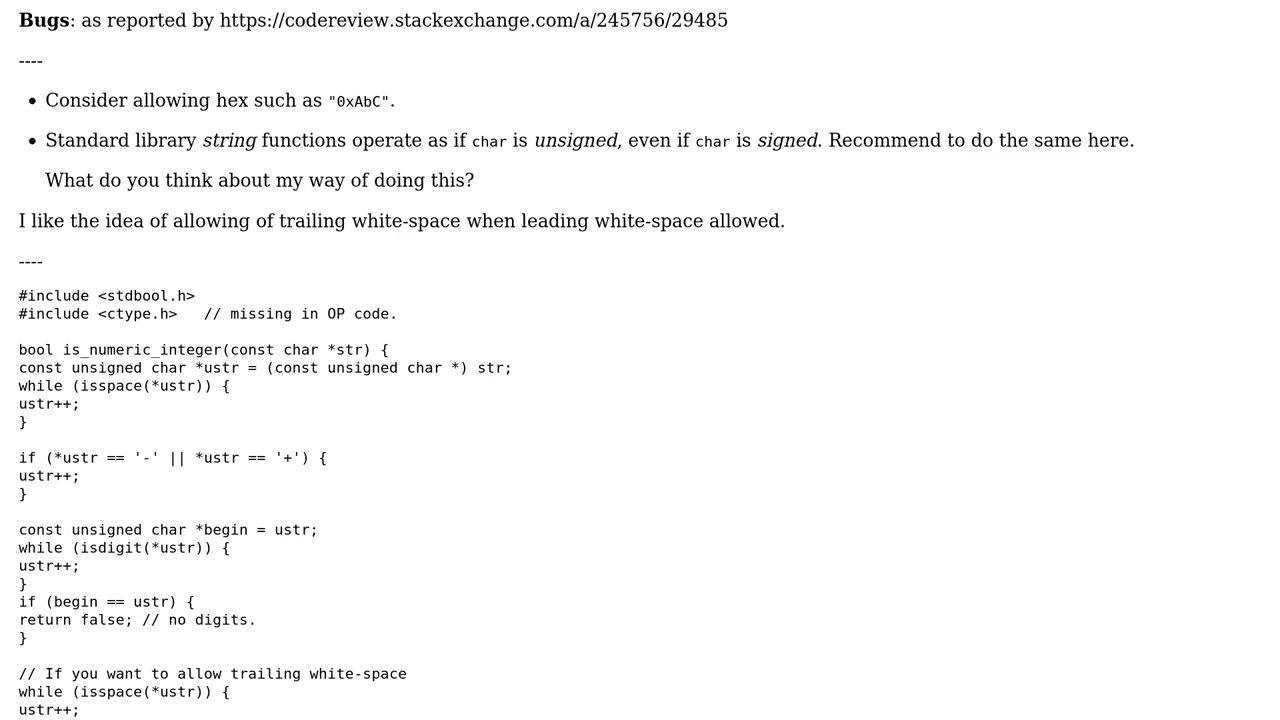 Bugs: as reported by https://codereview.stackexchange.com/a/245756/29485
----
• Consider allowing hex such as "0xAbC".
• Standard library string functions operate as if char is unsigned, even if char is signed. Recommend to do the same here.
What do you think about my way of doing this?
I like the idea of allowing of trailing white-space when leading white-space allowed.
----
#include <stdbool.h>
#include <ctype.h>   // missing in OP code.
bool is_numeric_integer(const char *str) {
const unsigned char *ustr = (const unsigned char *) str;
while (isspace(*ustr)) {
ustr++;
}
if (*ustr == '-' || *ustr == '+') {
ustr++;
}
const unsigned char *begin = ustr;
while (isdigit(*ustr)) {
ustr++;
}
if (begin == ustr) {
return false; // no digits.
}
// If you want to allow trailing white-space
while (isspace(*ustr)) {
ustr++;